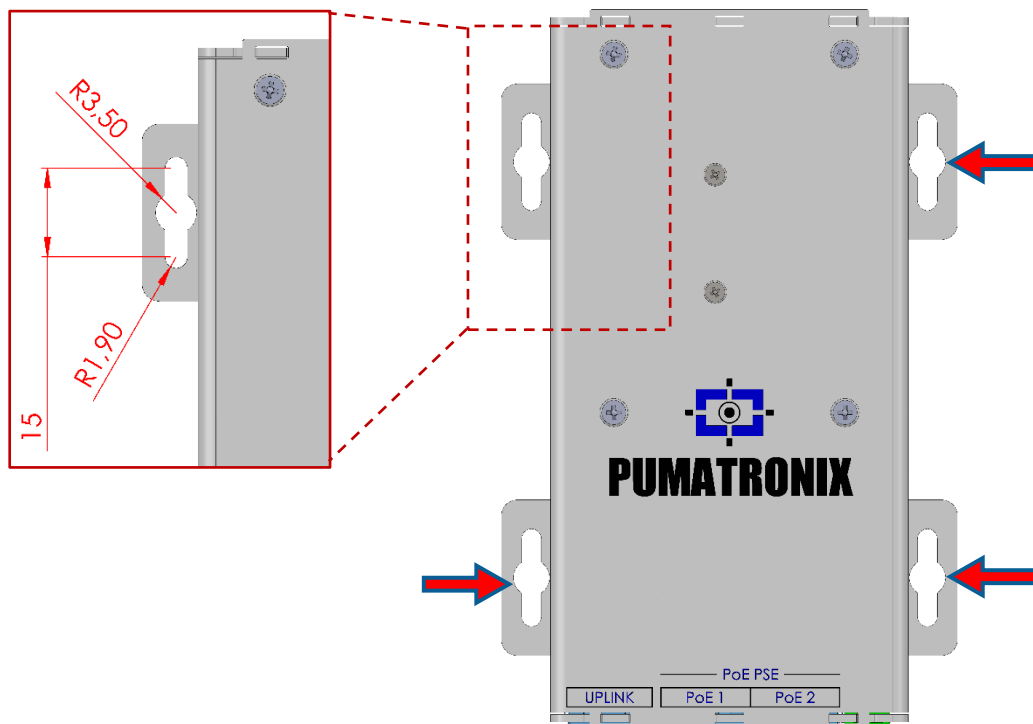 R3,50
R1,90
15
PUMATRONIX
PoE PSE
UPLINK
PoE 1
PoE 2